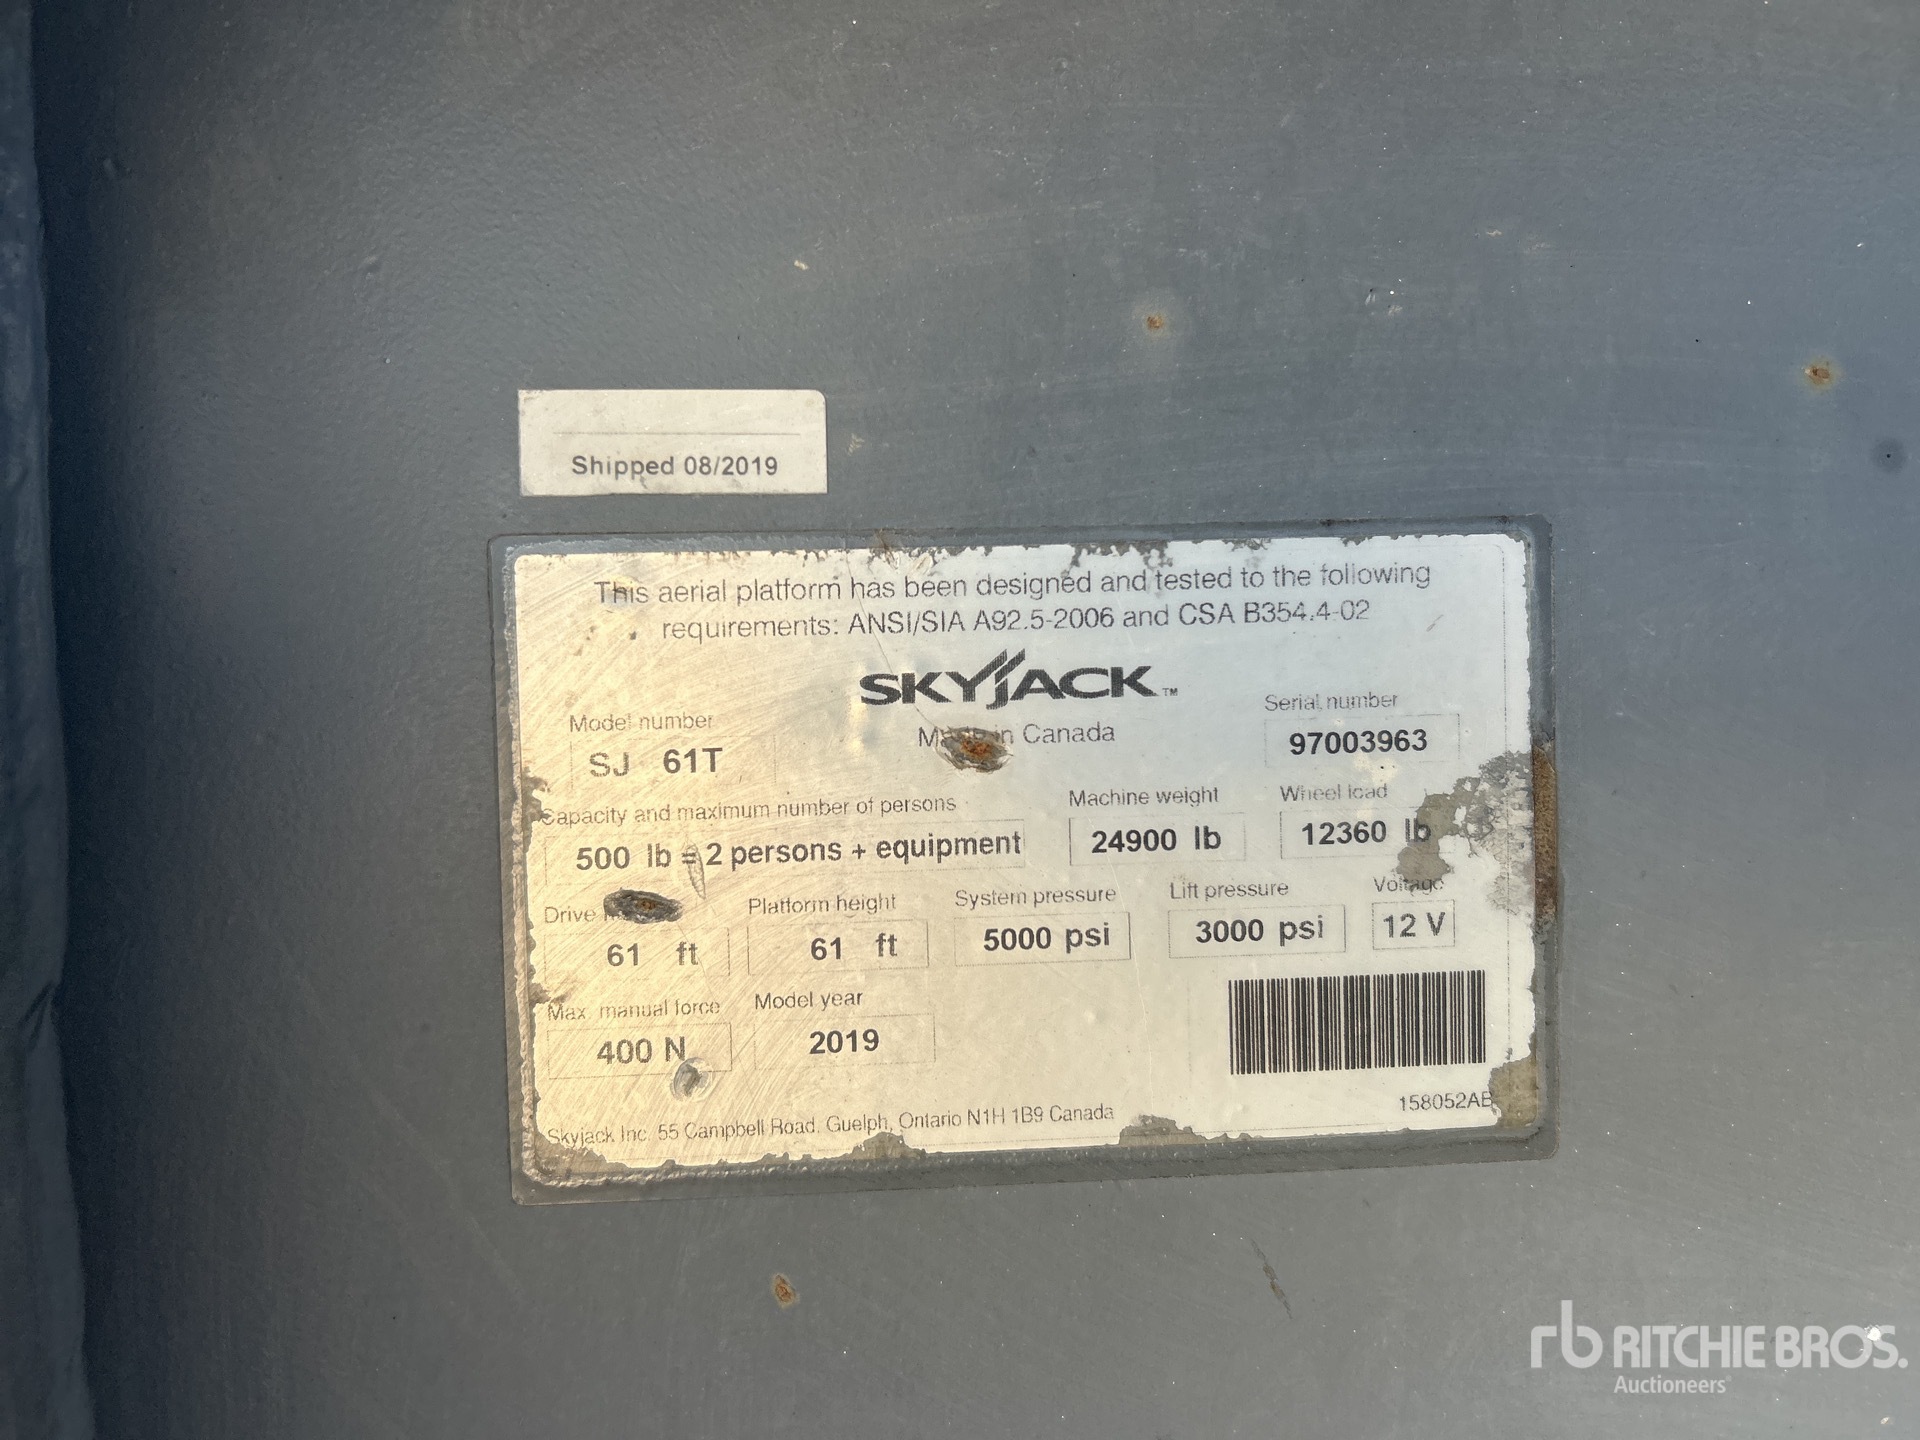 Shipped 08/2019
This aerial platform has been designed and tested to the following
requirements: ANSI/SIA A92.5-2006 and CSA B354.4-02
SKYJACK™
Made in Canada
Model number
SJ 61T
Serial number
97003963
Capacity and maximum number of persons
500 lb = 2 persons + equipment
Machine weight
24900 lb
Wheel load
12360 lb
Drive
61 ft
Platform height
61 ft
System pressure
5000 psi
Lift pressure
3000 psi
Voltage
12 V
Max. manual force
400 N
Model year
2019
158052AB
Skyjack Inc. 55 Campbell Road. Guelph, Ontario N1H 1B9 Canada
rb RITCHIE BROS.
Auctioneers